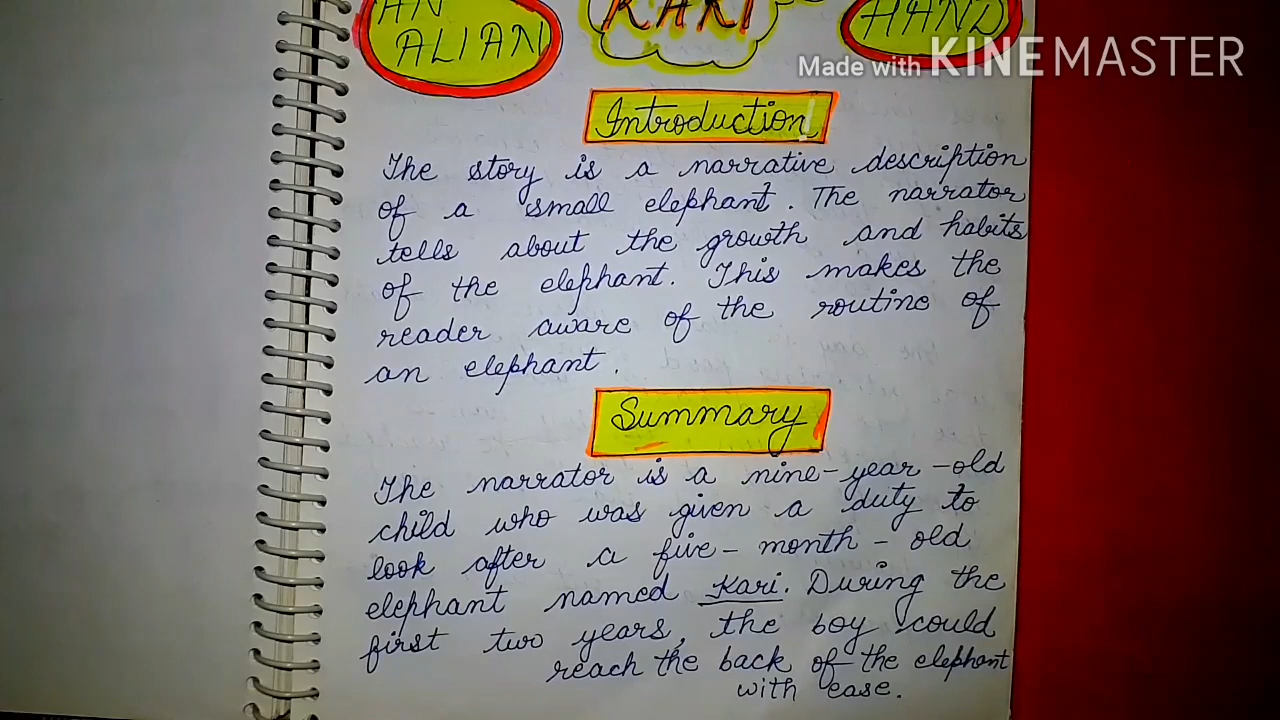 AN
ALIAN
KARI
HAND
Made with KINEMASTER
Introduction
The story is a narrative description
of a small elephant. The narrator
tells about the growth and habits
of the elephant. This makes the
reader aware of the routine of
an elephant.
Summary
The narrator is a nine-year-old
child who was given a duty to
look after a five-month-old
elephant named Kari. During the
first two years, the boy could
reach the back of the elephant
with ease.